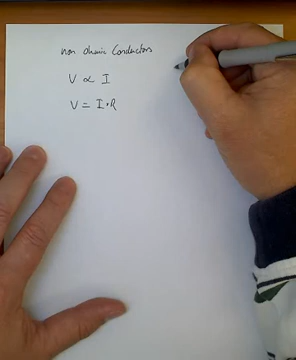 non ohmic Conductors
V ∝ I
V = I•R